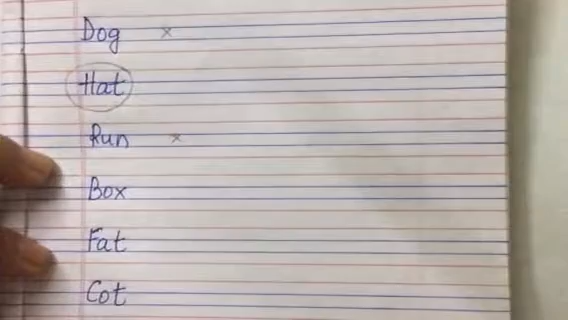 Dog ×
Hat
Run ×
Box
Fat
Cot